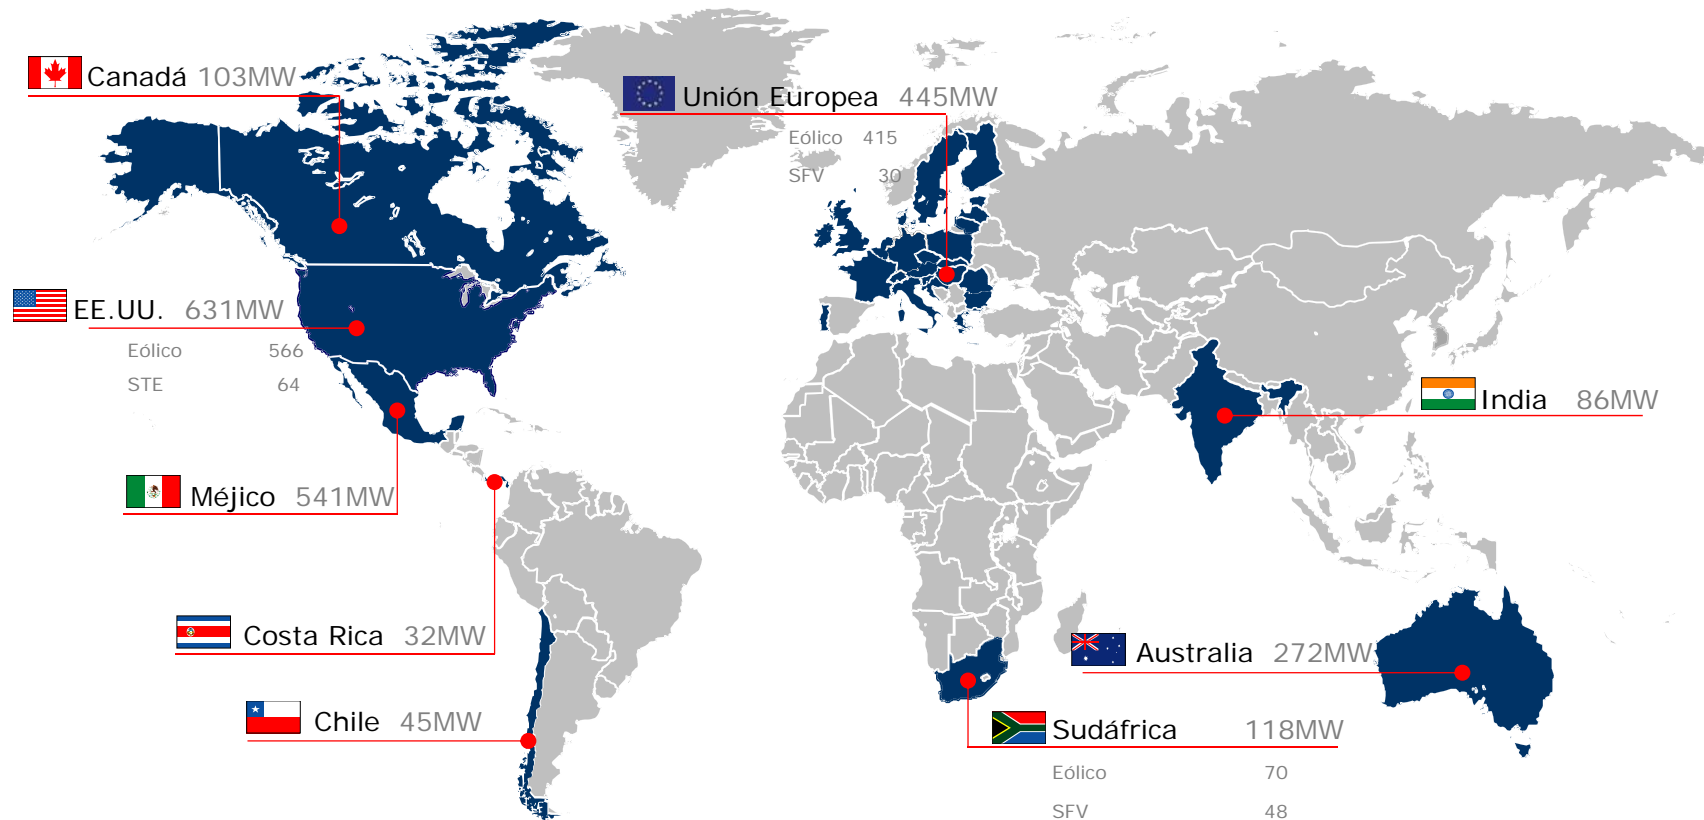 Canadá 103MW
Unión Europea 445MW
Eólico 415
SFV 30
EE.UU. 631MW
Eólico 566
STE 64
India 86MW
Méjico 541MW
Costa Rica 32MW
Australia 272MW
Chile 45MW
Sudáfrica 118MW
Eólico 70
SFV 48